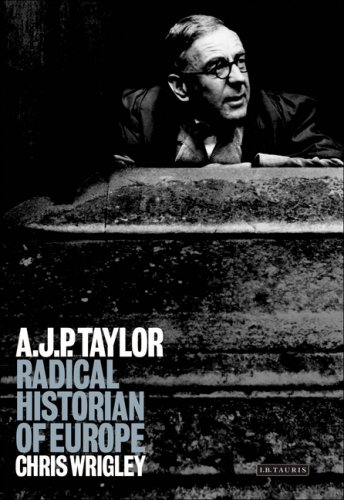 A.J.P. TAYLOR
RADICAL
HISTORIAN
OF EUROPE
CHRIS WRIGLEY
I.B.TAURIS